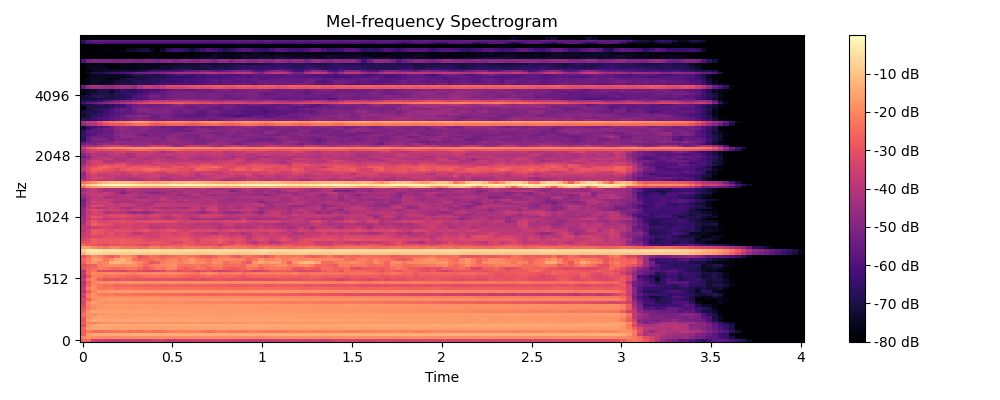 Mel-frequency Spectrogram
Hz
4096
2048
1024
512
0
0
0.5
1
1.5
2
2.5
3
3.5
4
Time
-10 dB
-20 dB
-30 dB
-40 dB
-50 dB
-60 dB
-70 dB
-80 dB